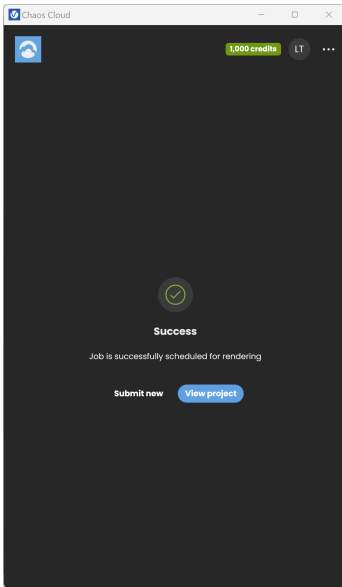 Chaos Cloud
1,000 credits LT
Success
Job is successfully scheduled for rendering
Submit new View project